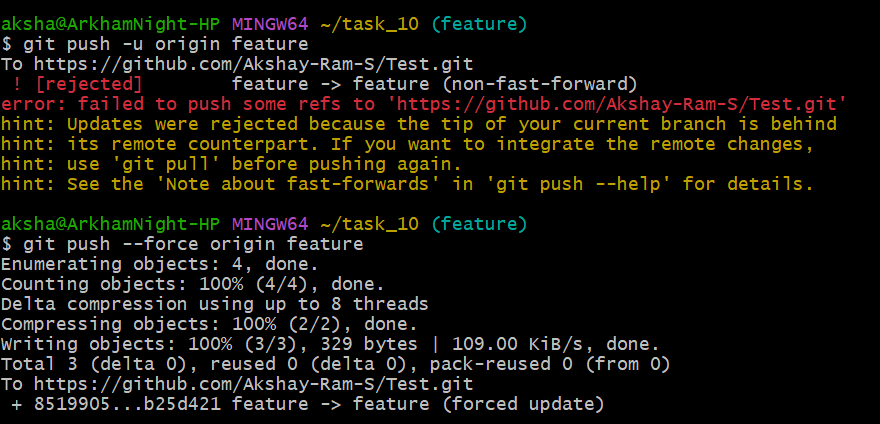 aksha@ArkhamNight-HP MINGW64 ~/task_10 (feature)
$ git push -u origin feature
To https://github.com/Akshay-Ram-S/Test.git
 ! [rejected]        feature -> feature (non-fast-forward)
error: failed to push some refs to 'https://github.com/Akshay-Ram-S/Test.git'
hint: Updates were rejected because the tip of your current branch is behind
hint: its remote counterpart. If you want to integrate the remote changes,
hint: use 'git pull' before pushing again.
hint: See the 'Note about fast-forwards' in 'git push --help' for details.
aksha@ArkhamNight-HP MINGW64 ~/task_10 (feature)
$ git push --force origin feature
Enumerating objects: 4, done.
Counting objects: 100% (4/4), done.
Delta compression using up to 8 threads
Compressing objects: 100% (2/2), done.
Writing objects: 100% (3/3), 329 bytes | 109.00 KiB/s, done.
Total 3 (delta 0), reused 0 (delta 0), pack-reused 0 (from 0)
To https://github.com/Akshay-Ram-S/Test.git
 + 8519905...b25d421 feature -> feature (forced update)